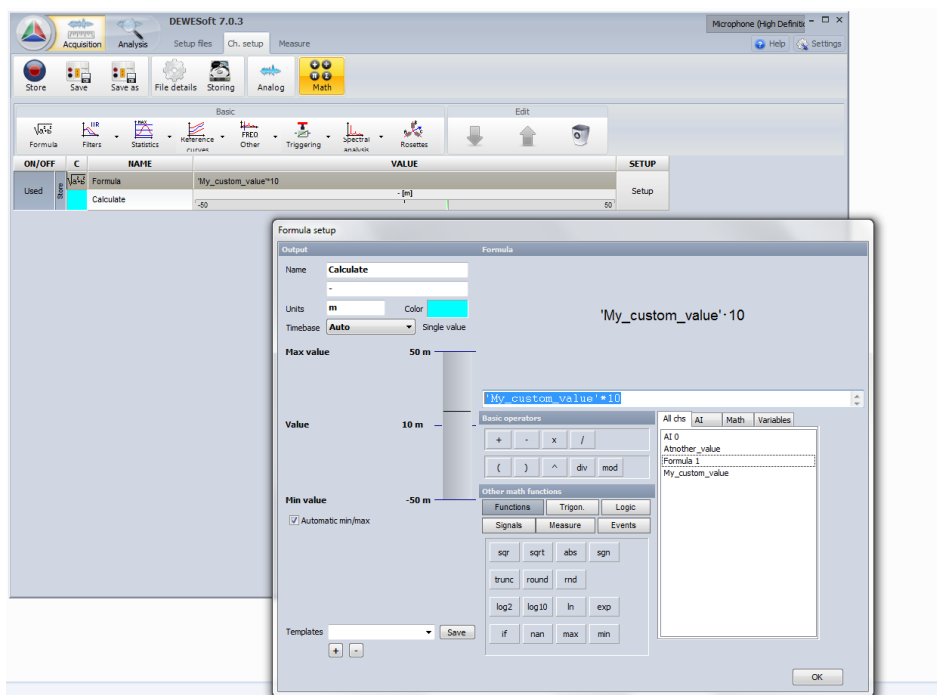 DEWESoft 7.0.3
Microphone (High Definitic
Acquisition Analysis Setup files Ch. setup Measure
Help Settings
Store Save Save as File details Storing Analog Math
Basic Edit
Formula Filters Statistics Reference curves FREQ Other Triggering Spectral analysis Rosettes
ON/OFF C NAME VALUE SETUP
Used Store Formula 'My_custom_value'*10 Setup
Calculate -50 - [m] 50
Formula setup
Output Formula
Name Calculate
-
Units m Color
'My_custom_value'·10
Timebase Auto Single value
Max value 50 m
'My_custom_value'*10
Value 10 m
Basic operators All chs AI Math Variables
+ - x /
AI 0
Atnother_value
Formula 1
My_custom_value
( ) ^ div mod
Other math functions
Min value -50 m
Functions Trigon. Logic
Automatic min/max
Signals Measure Events
sqr sqrt abs sgn
trunc round rnd
log2 log10 ln exp
Templates Save
if nan max min
+ -
OK